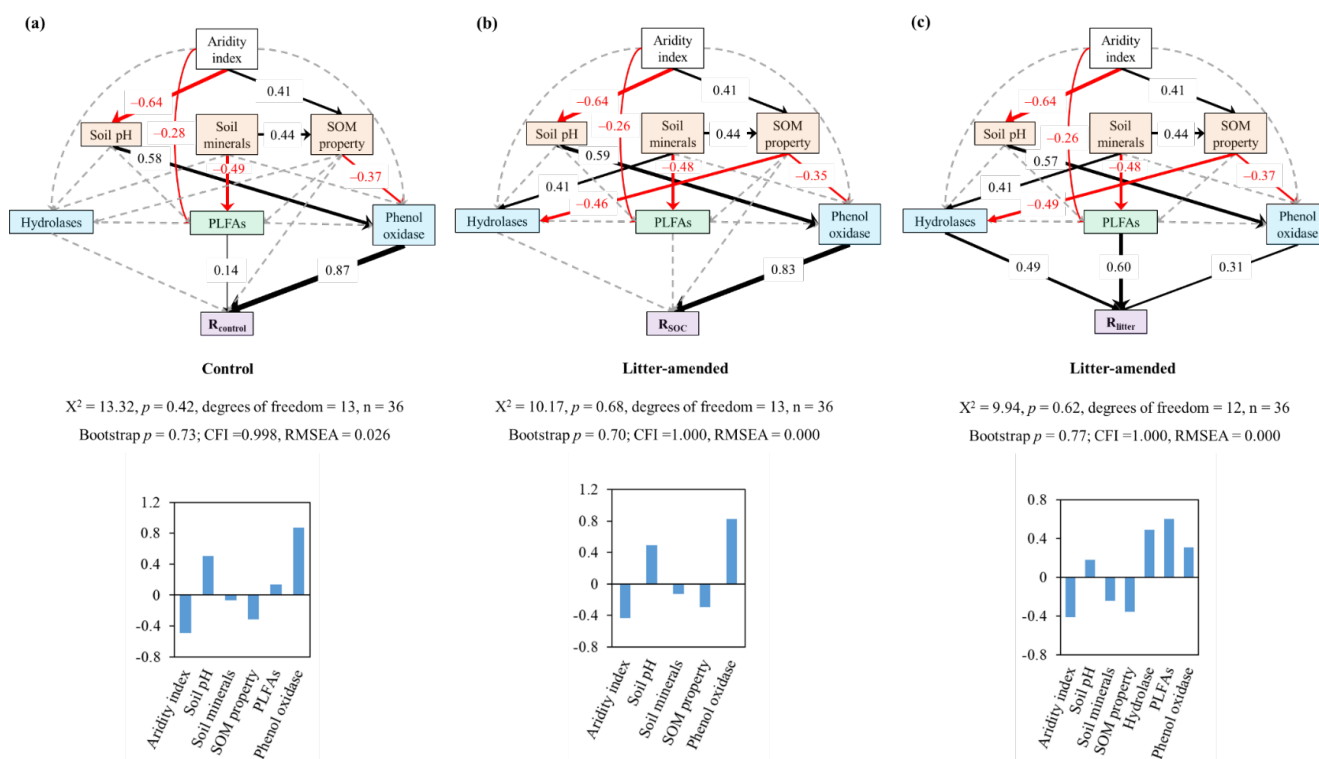 (a)
Aridity
index
0.41
−0.64
Soil pH
−0.28
Soil
minerals
0.44
SOM
property
0.58
−0.49
−0.37
Hydrolases
PLFAs
Phenol
oxidase
0.14
0.87
Rcontrol
Control
X² = 13.32, p = 0.42, degrees of freedom = 13, n = 36
Bootstrap p = 0.73; CFI =0.998, RMSEA = 0.026
1.2
0.8
0.4
0
-0.4
-0.8
Aridity index
Soil pH
Soil minerals
SOM property
PLFAs
Phenol oxidase
(b)
Aridity
index
0.41
−0.64
Soil pH
−0.26
Soil
minerals
0.44
SOM
property
0.59
−0.48
−0.35
0.41
−0.46
Hydrolases
PLFAs
Phenol
oxidase
0.83
RSOC
Litter-amended
X² = 10.17, p = 0.68, degrees of freedom = 13, n = 36
Bootstrap p = 0.70; CFI =1.000, RMSEA = 0.000
1.2
0.8
0.4
0
-0.4
-0.8
Aridity index
Soil pH
Soil minerals
SOM property
Phenol oxidase
(c)
Aridity
index
0.41
−0.64
Soil pH
−0.26
Soil
minerals
0.44
SOM
property
0.57
−0.48
−0.37
0.41
−0.49
Hydrolases
PLFAs
Phenol
oxidase
0.49
0.60
0.31
Rlitter
Litter-amended
X² = 9.94, p = 0.62, degrees of freedom = 12, n = 36
Bootstrap p = 0.77; CFI =1.000, RMSEA = 0.000
0.8
0.4
0
-0.4
-0.8
Aridity index
Soil pH
Soil minerals
SOM property
Hydrolase
PLFAs
Phenol oxidase